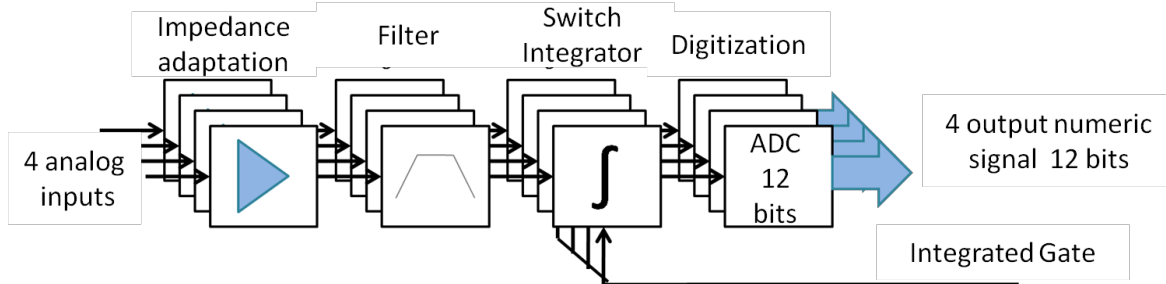 Impedance
adaptation
Filter
Switch
Integrator
Digitization
4 analog
inputs
∫
ADC
12
bits
4 output numeric
signal 12 bits
Integrated Gate